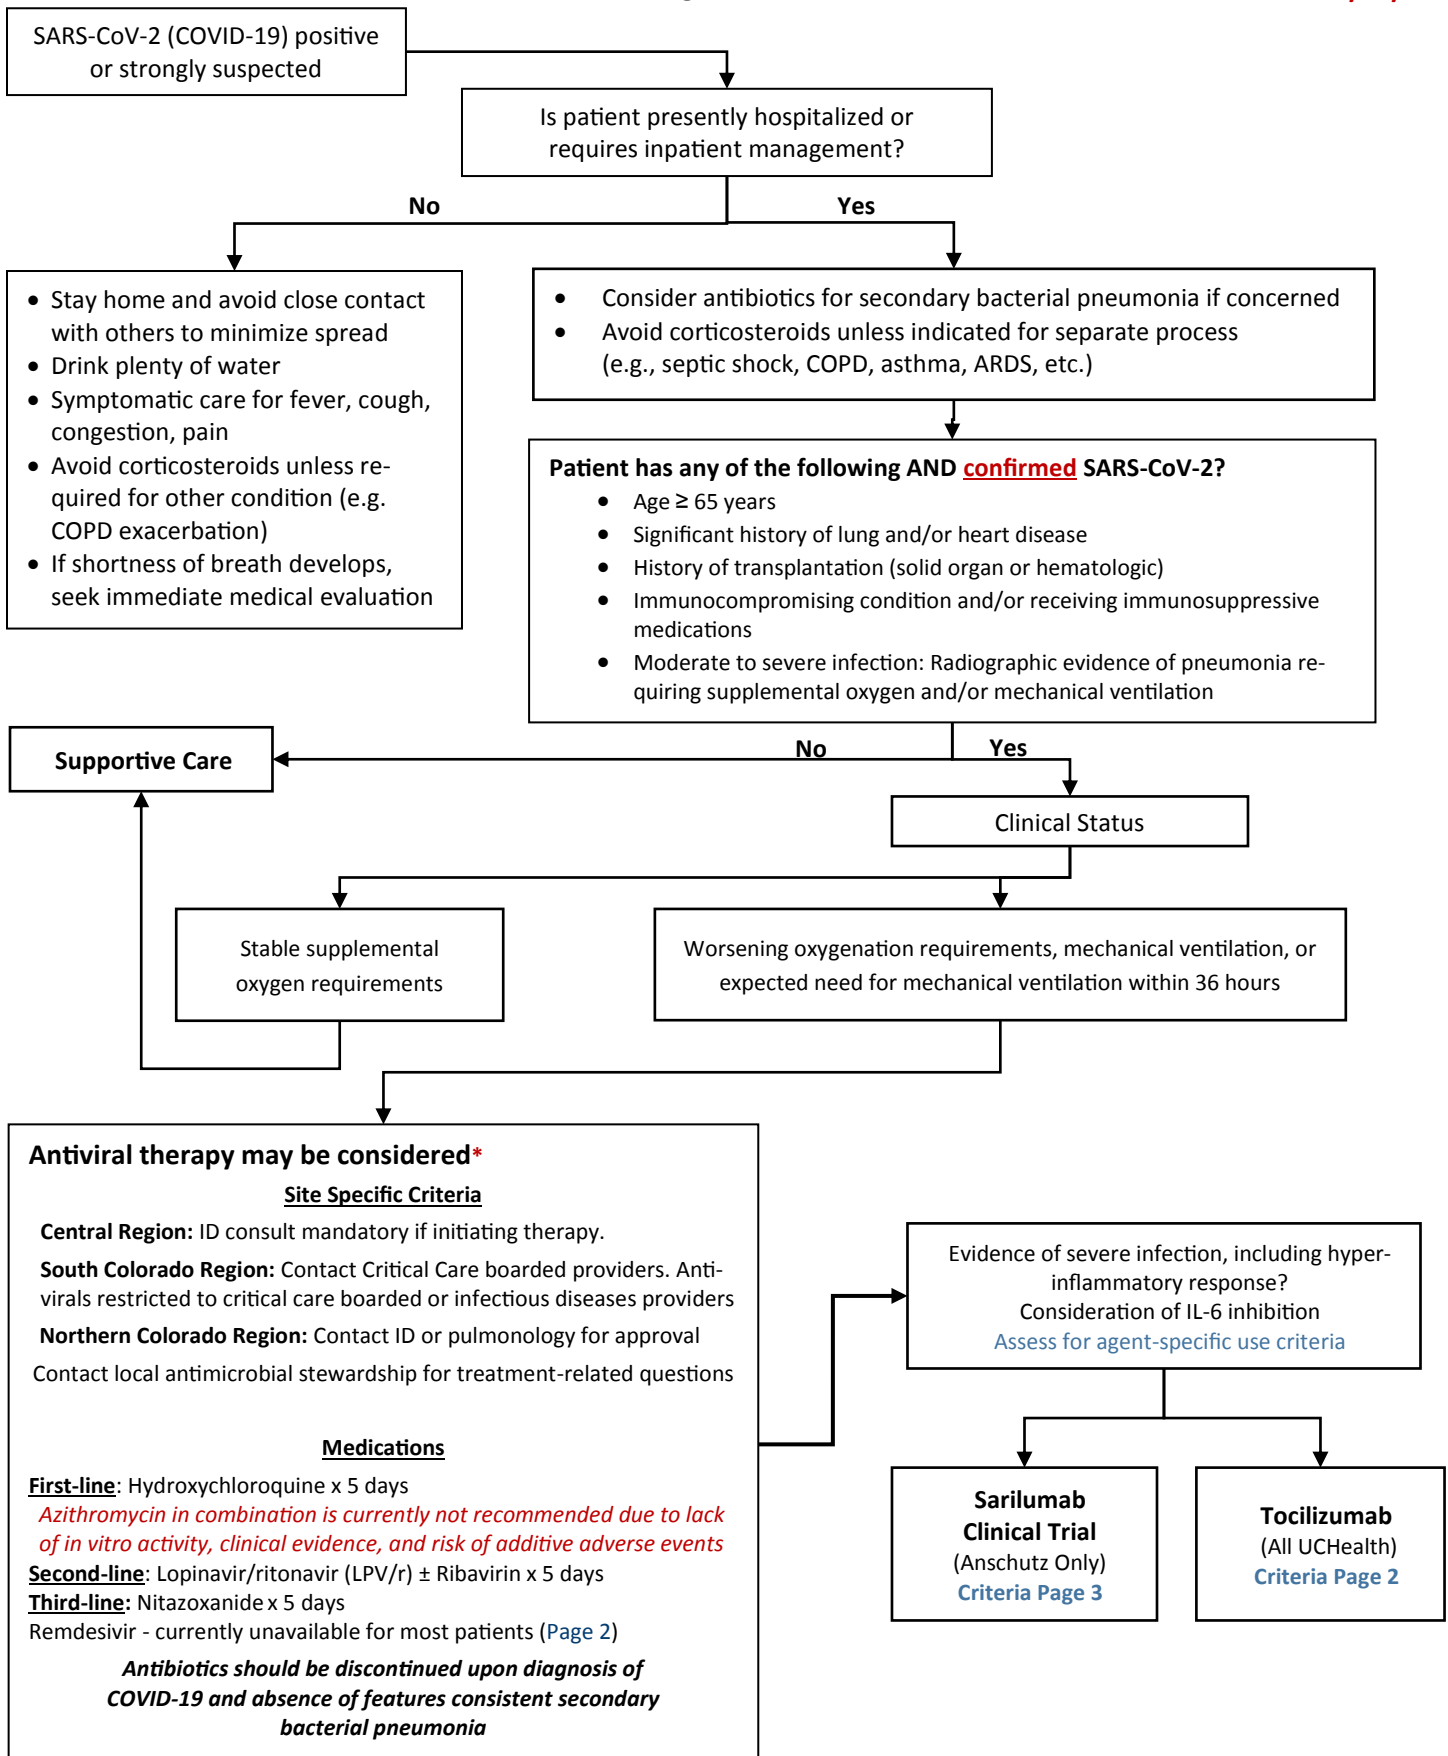 SARS-CoV-2 (COVID-19) positive
or strongly suspected
Is patient presently hospitalized or
requires inpatient management?
No
Yes
• Stay home and avoid close contact
with others to minimize spread
• Drink plenty of water
• Symptomatic care for fever, cough,
congestion, pain
• Avoid corticosteroids unless re-
quired for other condition (e.g.
COPD exacerbation)
• If shortness of breath develops,
seek immediate medical evaluation
• Consider antibiotics for secondary bacterial pneumonia if concerned
• Avoid corticosteroids unless indicated for separate process
(e.g., septic shock, COPD, asthma, ARDS, etc.)
Patient has any of the following AND confirmed SARS-CoV-2?
• Age ≥ 65 years
• Significant history of lung and/or heart disease
• History of transplantation (solid organ or hematologic)
• Immunocompromising condition and/or receiving immunosuppressive
medications
• Moderate to severe infection: Radiographic evidence of pneumonia re-
quiring supplemental oxygen and/or mechanical ventilation
No
Yes
Supportive Care
Clinical Status
Stable supplemental
oxygen requirements
Worsening oxygenation requirements, mechanical ventilation, or
expected need for mechanical ventilation within 36 hours
Antiviral therapy may be considered*
Site Specific Criteria
Central Region: ID consult mandatory if initiating therapy.
South Colorado Region: Contact Critical Care boarded providers. Anti-
virals restricted to critical care boarded or infectious diseases providers
Northern Colorado Region: Contact ID or pulmonology for approval
Contact local antimicrobial stewardship for treatment-related questions
Medications
First-line: Hydroxychloroquine x 5 days
Azithromycin in combination is currently not recommended due to lack
of in vitro activity, clinical evidence, and risk of additive adverse events
Second-line: Lopinavir/ritonavir (LPV/r) ± Ribavirin x 5 days
Third-line: Nitazoxanide x 5 days
Remdesivir - currently unavailable for most patients (Page 2)
Antibiotics should be discontinued upon diagnosis of
COVID-19 and absence of features consistent secondary
bacterial pneumonia
Evidence of severe infection, including hyper-
inflammatory response?
Consideration of IL-6 inhibition
Assess for agent-specific use criteria
Sarilumab
Clinical Trial
(Anschutz Only)
Criteria Page 3
Tocilizumab
(All UCHealth)
Criteria Page 2